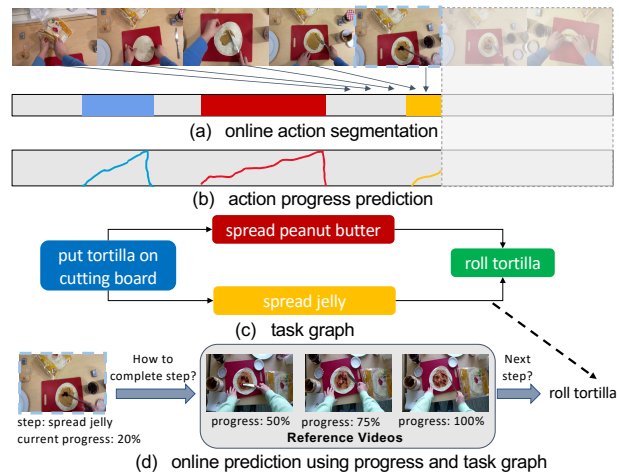 (a) online action segmentation
(b) action progress prediction
put tortilla on
cutting board
spread peanut butter
spread jelly
roll tortilla
(c) task graph
step: spread jelly
current progress: 20%
How to
complete step?
progress: 50%
progress: 75%
progress: 100%
Reference Videos
Next
step?
roll tortilla
(d) online prediction using progress and task graph